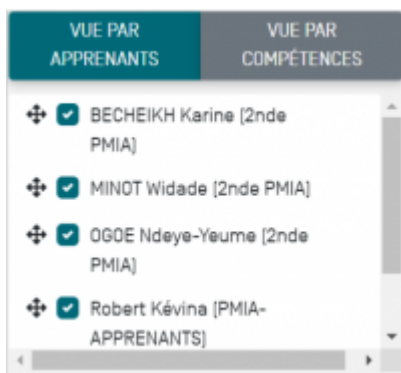 VUE PAR APPRENANTS
VUE PAR COMPÉTENCES
BECHEIKH Karine (2nde
PMIA)
MINOT Widade (2nde PMIA)
OGOE Ndeye-Yeume (2nde
PMIA)
Robert Kévina (PMIA-
APPRENANTS)